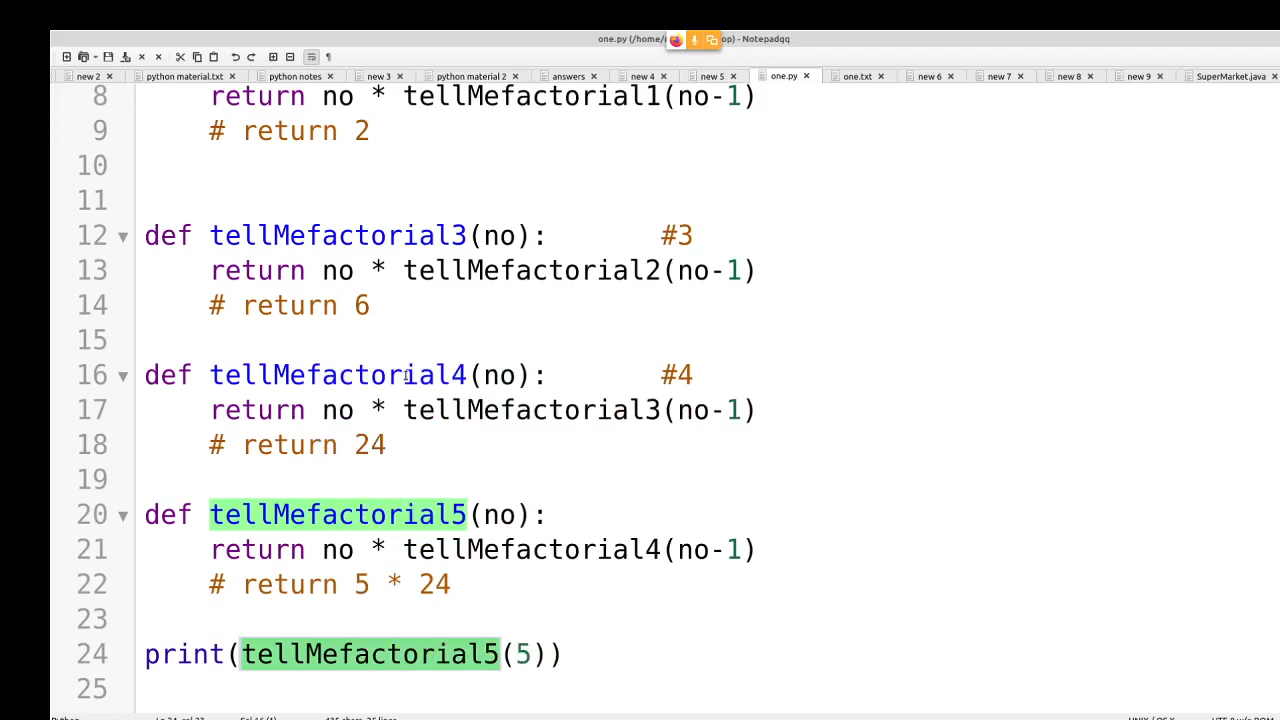 one.py (/home/ op) - Notepadqq
new 2 python material.txt python notes new 3 python material 2 answers new 4 new 5 one.py one.txt new 6 new 7 new 8 new 9 SuperMarket.java
8 return no * tellMefactorial1(no-1)
9 # return 2
10
11
12 def tellMefactorial3(no): #3
13 return no * tellMefactorial2(no-1)
14 # return 6
15
16 def tellMefactorial4(no): #4
17 return no * tellMefactorial3(no-1)
18 # return 24
19
20 def tellMefactorial5(no):
21 return no * tellMefactorial4(no-1)
22 # return 5 * 24
23
24 print(tellMefactorial5(5))
25